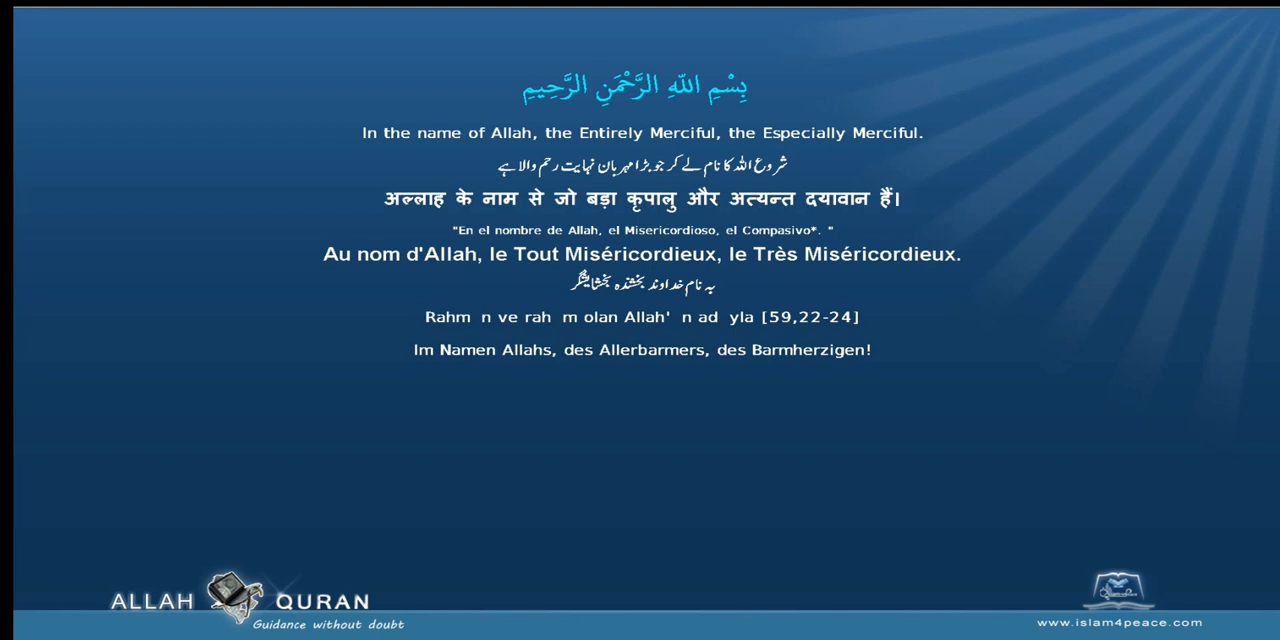 بِسْمِ اللَّهِ الرَّحْمَنِ الرَّحِيمِ
In the name of Allah, the Entirely Merciful, the Especially Merciful.
شروع اللہ کا نام لے کر جو بڑا مہربان نہایت رحم والا ہے
अल्लाह के नाम से जो बड़ा कृपालु और अत्यन्त दयावान हैं।
"En el nombre de Allah, el Misericordioso, el Compasivo*. "
Au nom d'Allah, le Tout Miséricordieux, le Très Miséricordieux.
به نام خداوند بخشنده بخشایشگر
Rahm n ve rah m olan Allah' n ad yla [59,22-24]
Im Namen Allahs, des Allerbarmers, des Barmherzigen!
ALLAH QURAN
Guidance without doubt
www.islam4peace.com